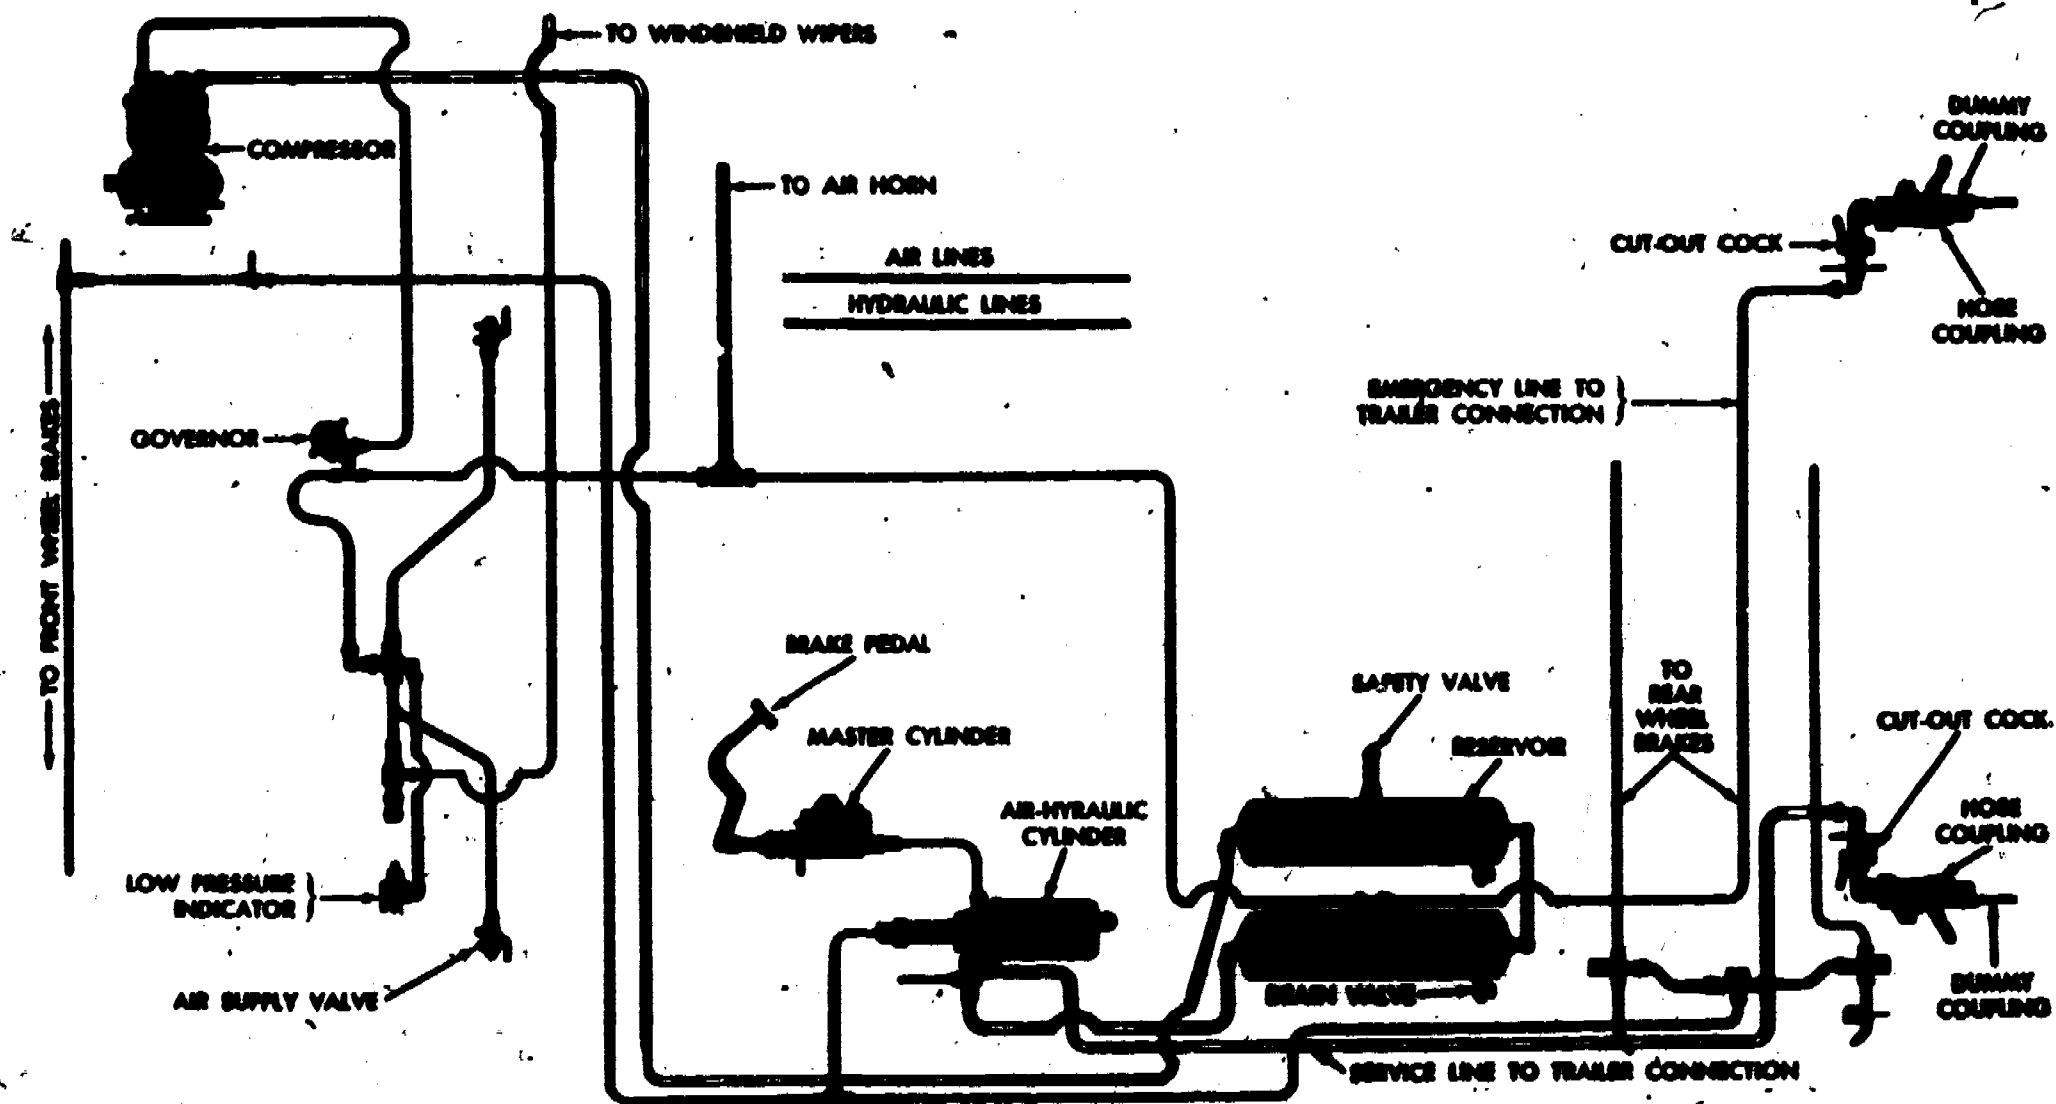 TO WINDSHIELD WIPERS
COMPRESSOR
TO AIR HORN
DUMMY
COUPLING
CUT-OUT COCK
HOSE
COUPLING
AIR LINES
HYDRAULIC LINES
EMERGENCY LINE TO
TRAILER CONNECTION
GOVERNOR
TO FRONT WHEEL BRAKES
BRAKE PEDAL
MASTER CYLINDER
SAFETY VALVE
RESERVOIR
TO
REAR
WHEEL
BRAKES
CUT-OUT COCK
HOSE
COUPLING
AIR-HYRAULIC
CYLINDER
LOW PRESSURE
INDICATOR
AIR SUPPLY VALVE
DRAIN VALVE
DUMMY
COUPLING
SERVICE LINE TO TRAILER CONNECTION